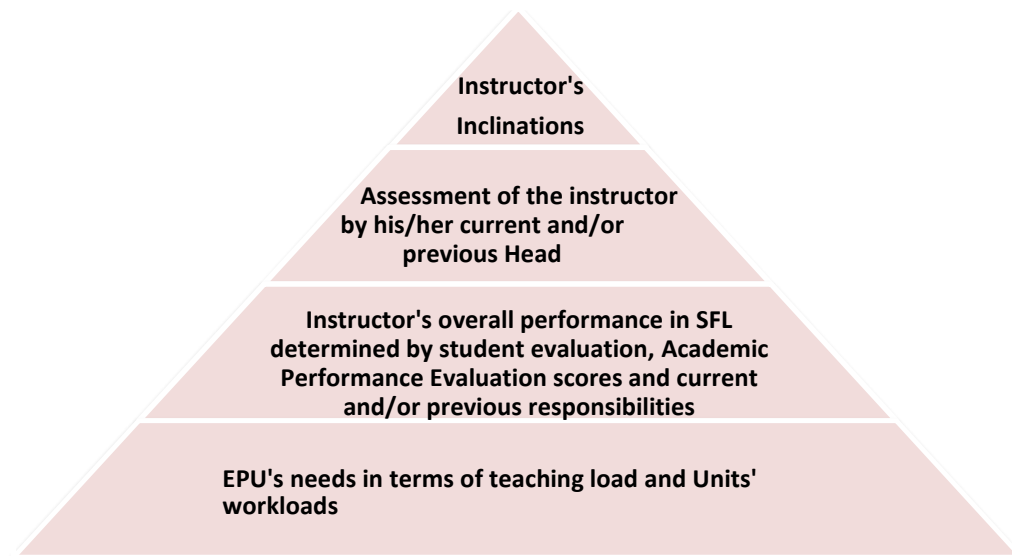 Instructor's
Inclinations
Assessment of the instructor
by his/her current and/or
previous Head
Instructor's overall performance in SFL
determined by student evaluation, Academic
Performance Evaluation scores and current
and/or previous responsibilities
EPU's needs in terms of teaching load and Units'
workloads